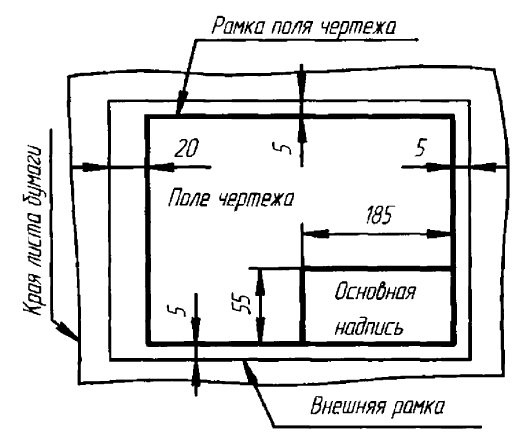 Рамка поля чертежа
20
5
5
Поле чертежа
185
Края листа бумаги
5
55
Основная
надпись
Внешняя рамка